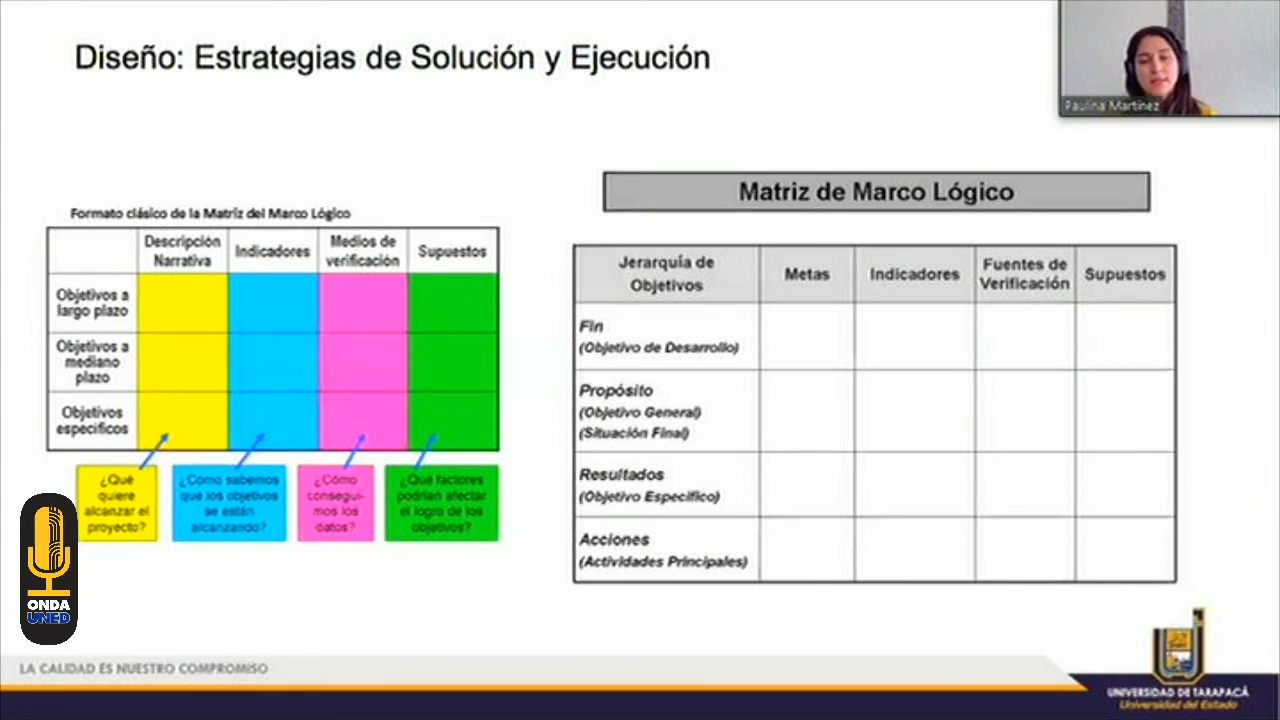 Diseño: Estrategias de Solución y Ejecución
Paulina Martínez
Formato clásico de la Matriz del Marco Lógico
Descripción
Narrativa
Indicadores
Medios de
verificación
Supuestos
Objetivos a
largo plazo
Objetivos a
mediano
plazo
Objetivos
específicos
¿Qué
quiere
alcanzar el
proyecto?
¿Cómo sabemos
que los objetivos
se están
alcanzando?
¿Cómo
consegui-
mos los
datos?
¿Qué factores
podrían afectar
el logro de los
objetivos?
Matriz de Marco Lógico
Jerarquía de
Objetivos
Metas
Indicadores
Fuentes de
Verificación
Supuestos
Fin
(Objetivo de Desarrollo)
Propósito
(Objetivo General)
(Situación Final)
Resultados
(Objetivo Específico)
Acciones
(Actividades Principales)
ONDA
UNED
LA CALIDAD ES NUESTRO COMPROMISO
UNIVERSIDAD DE TARAPACÁ
Universidad del Estado